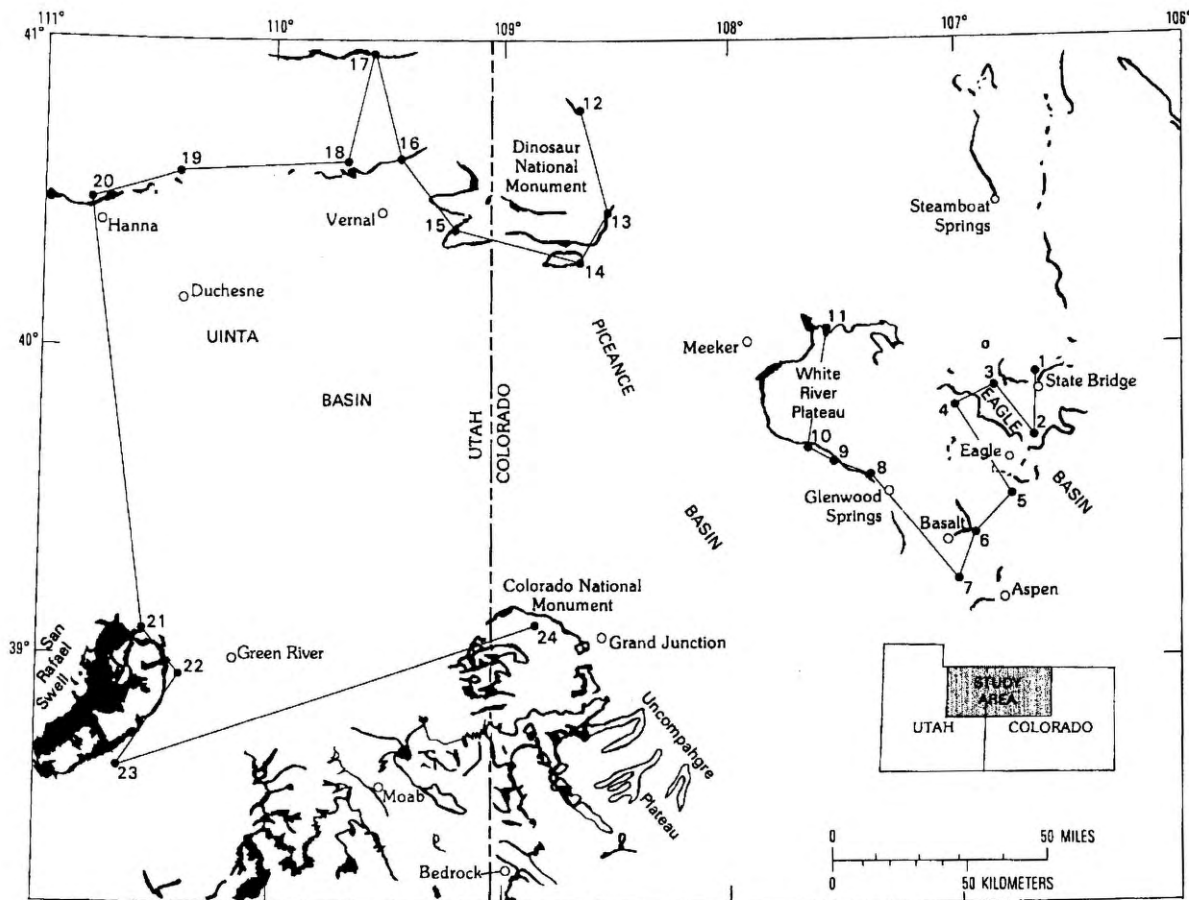 111°
110°
109°
108°
107°
106°
41°
17
12
16
18
19
20
Dinosaur
National
Monument
Hanna
Vernal
15
13
14
Steamboat
Springs
Duchesne
UINTA
BASIN
40°
PICEANCE
BASIN
Meeker
11
White
River
Plateau
10
9
8
Glenwood
Springs
1
State Bridge
3
4
2
EAGLE
BASIN
Eagle
5
Basalt
6
7
Aspen
UTAH
COLORADO
39°
21
22
23
San
Rafael
Swell
Green River
Colorado National
Monument
24
Grand Junction
Uncompahgre
Plateau
Moab
Bedrock
STUDY
AREA
UTAH
COLORADO
0 50 MILES
0 50 KILOMETERS